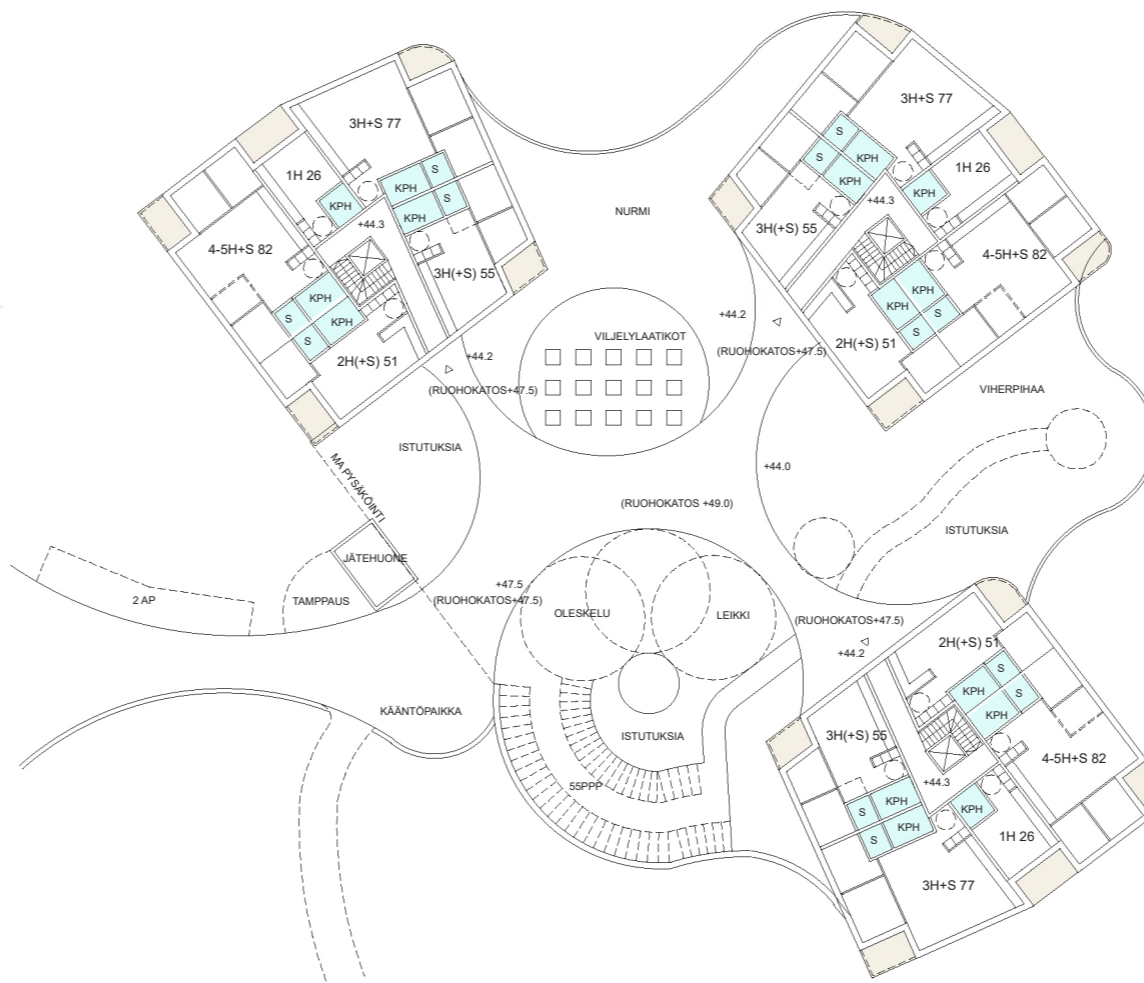 3H+S 77
1H 26
S
KPH
KPH
S
KPH
+44.3
4-5H+S 82
3H(+S) 55
KPH
S
KPH
S
2H(+S) 51
3H+S 77
S
S
KPH
KPH
1H 26
KPH
+44.3
3H(+S) 55
4-5H+S 82
KPH
KPH
S
S
2H(+S) 51
NURMI
+44.2
(RUOHOKATOS+47.5)
VILJELYLAATIKOT
+44.2
(RUOHOKATOS+47.5)
VIHERPIHAA
ISTUTUKSIA
MA PYSÄKÖINTI
+44.0
(RUOHOKATOS +49.0)
ISTUTUKSIA
JÄTEHUONE
2 AP
TAMPPAUS
+47.5
(RUOHOKATOS+47.5)
OLESKELU
LEIKKI
(RUOHOKATOS+47.5)
+44.2
KÄÄNTÖPAIKKA
ISTUTUKSIA
55PPP
2H(+S) 51
S
KPH
S
KPH
3H(+S) 55
4-5H+S 82
+44.3
KPH
S
KPH
S
KPH
1H 26
3H+S 77